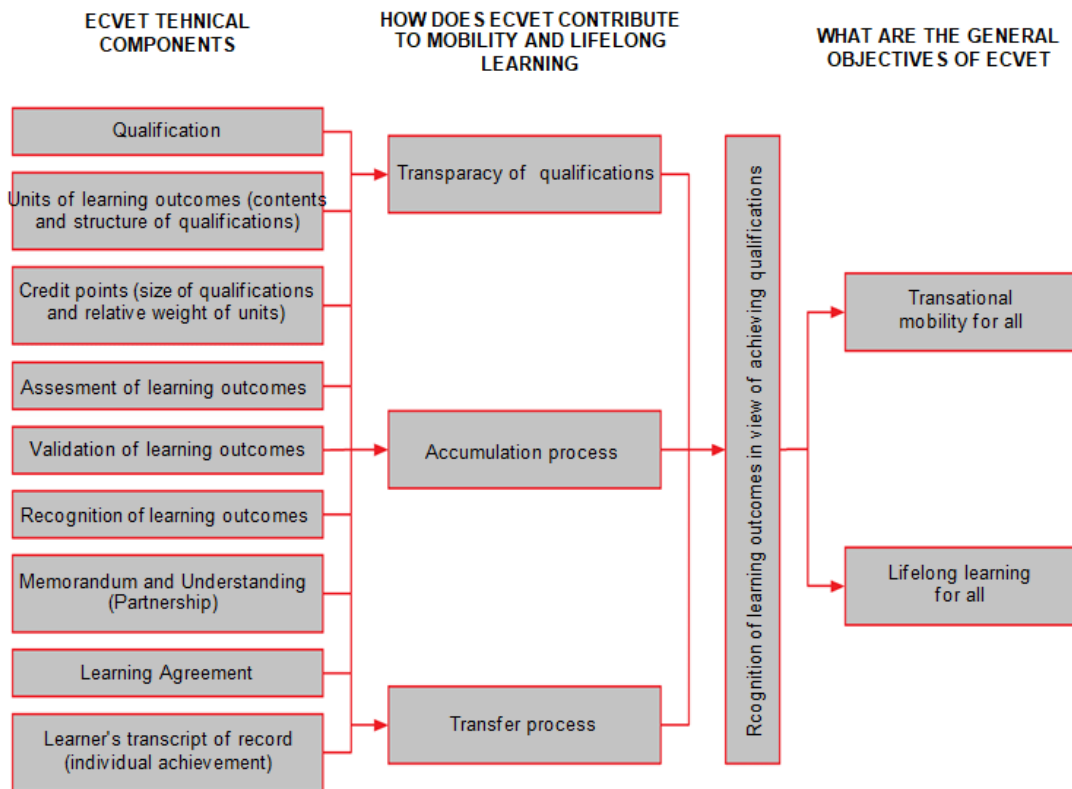 ECVET TEHNICAL
COMPONENTS
HOW DOES ECVET CONTRIBUTE
TO MOBILITY AND LIFELONG
LEARNING
WHAT ARE THE GENERAL
OBJECTIVES OF ECVET
Qualification
Units of learning outcomes (contents
and structure of qualifications)
Credit points (size of qualifications
and relative weight of units)
Assesment of learning outcomes
Validation of learning outcomes
Recognition of learning outcomes
Memorandum and Understanding
(Partnership)
Learning Agreement
Learner's transcript of record
(individual achievement)
Transparacy of qualifications
Accumulation process
Transfer process
Rcognition of learning outcomes in view of achieving qualifications
Transational
mobility for all
Lifelong learning
for all